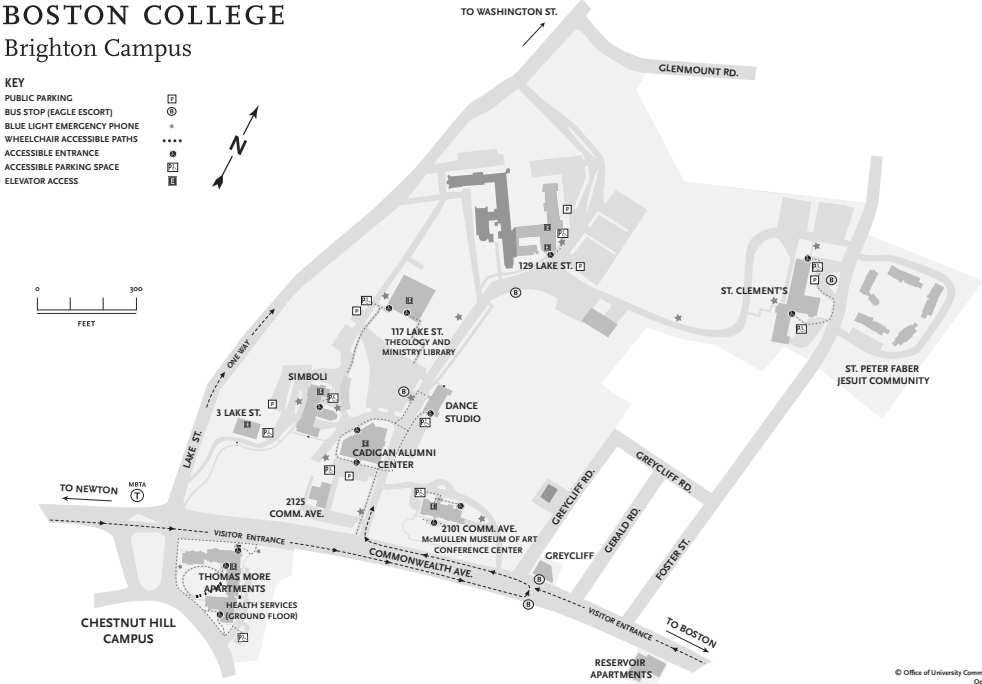 BOSTON COLLEGE
Brighton Campus
KEY
PUBLIC PARKING P
BUS STOP (EAGLE ESCORT) B
BLUE LIGHT EMERGENCY PHONE
WHEELCHAIR ACCESSIBLE PATHS
ACCESSIBLE ENTRANCE
ACCESSIBLE PARKING SPACE P
ELEVATOR ACCESS E
N
0 300
FEET
TO WASHINGTON ST.
GLENMOUNT RD.
129 LAKE ST. P
ST. CLEMENT'S
ST. PETER FABER
JESUIT COMMUNITY
117 LAKE ST.
THEOLOGY AND
MINISTRY LIBRARY
ONE WAY
LAKE ST.
SIMBOLI
3 LAKE ST.
DANCE
STUDIO
CADIGAN ALUMNI
CENTER
2125
COMM. AVE.
2101 COMM. AVE.
McMULLEN MUSEUM OF ART
CONFERENCE CENTER
GREYCLIFF RD.
GREYCLIFF RD.
GERALD RD.
FOSTER ST.
GREYCLIFF
TO NEWTON
MBTA
T
VISITOR ENTRANCE
COMMONWEALTH AVE.
VISITOR ENTRANCE
TO BOSTON
THOMAS MORE
APARTMENTS
HEALTH SERVICES
(GROUND FLOOR)
CHESTNUT HILL
CAMPUS
RESERVOIR
APARTMENTS
© Office of University Comm
Oc